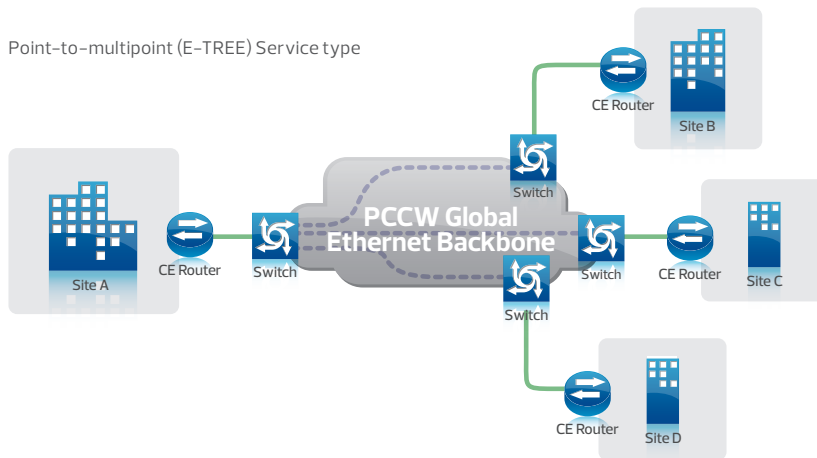 Point-to-multipoint (E-TREE) Service type
CE Router
Site B
Switch
PCCW Global
Ethernet Backbone
Site A
CE Router
Switch
Switch
CE Router
Site C
Switch
CE Router
Site D